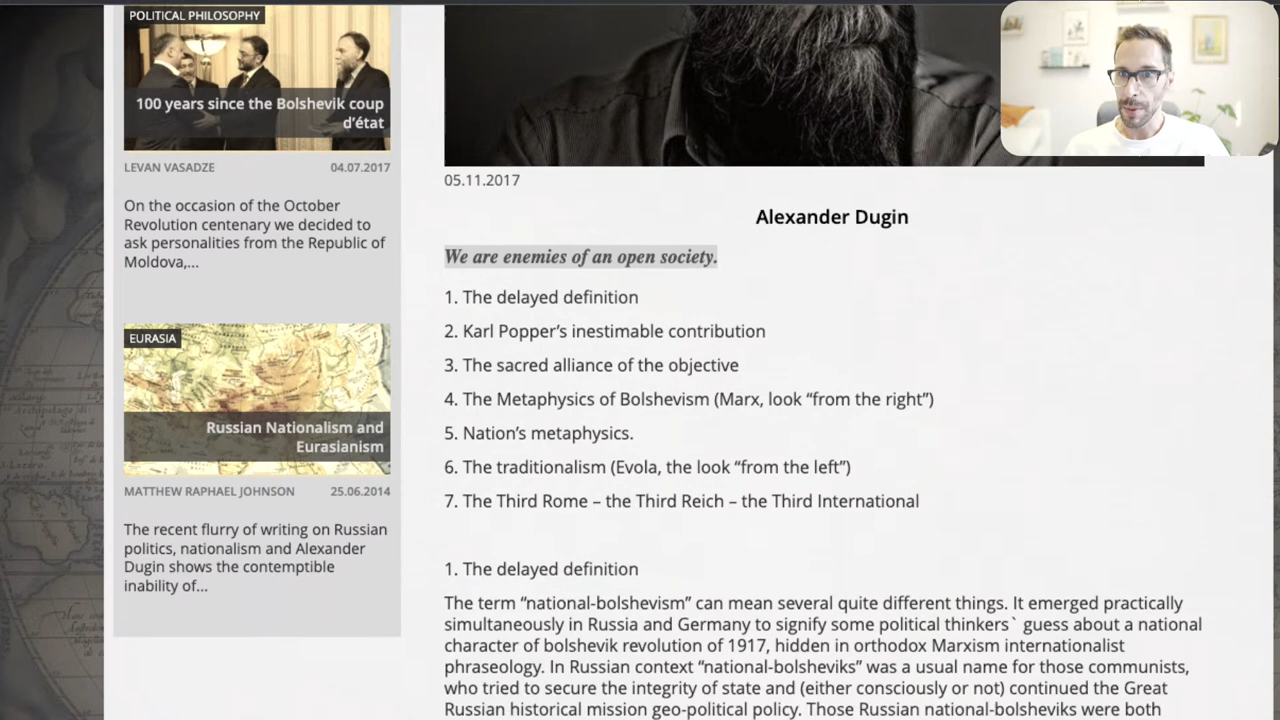 POLITICAL PHILOSOPHY
100 years since the Bolshevik coup
d’état
LEVAN VASADZE 04.07.2017
On the occasion of the October
Revolution centenary we decided to
ask personalities from the Republic of
Moldova,...
EURASIA
Russian Nationalism and
Eurasianism
MATTHEW RAPHAEL JOHNSON 25.06.2014
The recent flurry of writing on Russian
politics, nationalism and Alexander
Dugin shows the contemptible
inability of...
05.11.2017
Alexander Dugin
We are enemies of an open society.
1. The delayed definition
2. Karl Popper’s inestimable contribution
3. The sacred alliance of the objective
4. The Metaphysics of Bolshevism (Marx, look “from the right”)
5. Nation’s metaphysics.
6. The traditionalism (Evola, the look “from the left”)
7. The Third Rome – the Third Reich – the Third International
1. The delayed definition
The term “national-bolshevism” can mean several quite different things. It emerged practically
simultaneously in Russia and Germany to signify some political thinkers` guess about a national
character of bolshevik revolution of 1917, hidden in orthodox Marxism internationalist
phraseology. In Russian context “national-bolsheviks” was a usual name for those communists,
who tried to secure the integrity of state and (either consciously or not) continued the Great
Russian historical mission geo-political policy. Those Russian national-bolsheviks were both